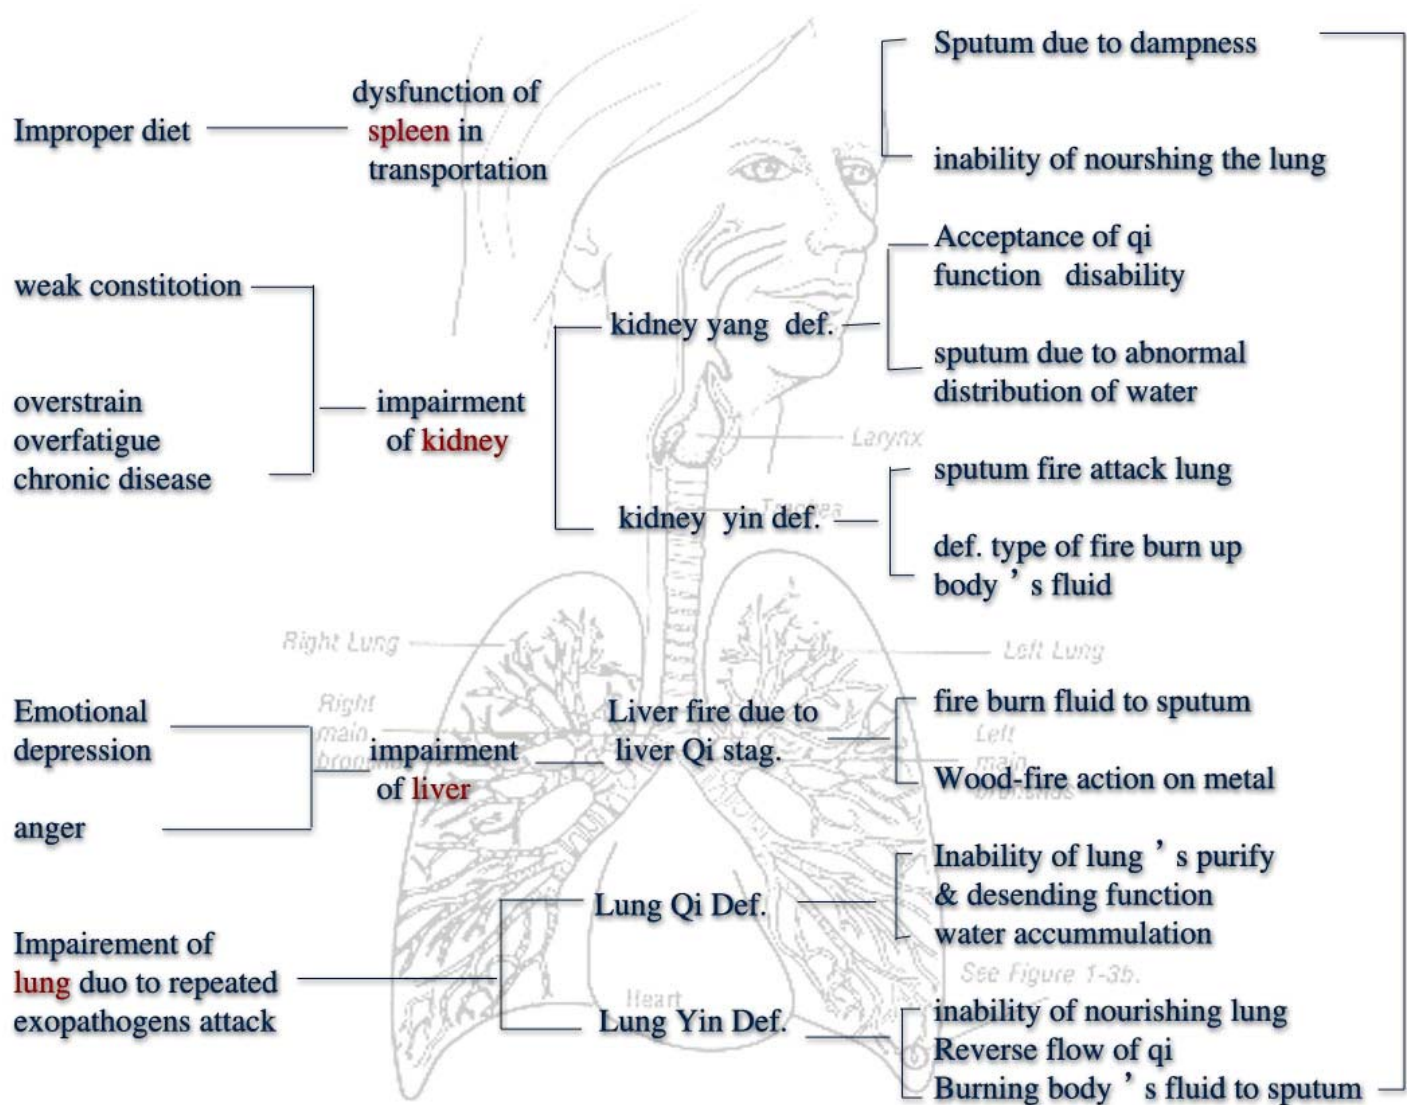 Improper diet
dysfunction of
spleen in
transportation
Sputum due to dampness
inability of nourshing the lung
weak constitotion
overstrain
overfatigue
chronic disease
impairment
of kidney
kidney yang def.
Acceptance of qi
function disability
sputum due to abnormal
distribution of water
Larynx
kidney yin def.
Trachea
sputum fire attack lung
def. type of fire burn up
body ’ s fluid
Right Lung
Left Lung
Emotional
depression
anger
Right
main
impairment
of liver
Liver fire due to
liver Qi stag.
fire burn fluid to sputum
Left
main
Wood-fire action on metal
Impairement of
lung duo to repeated
exopathogens attack
Lung Qi Def.
Inability of lung ’ s purify
& desending function
water accummulation
See Figure 1-3b.
Heart
Lung Yin Def.
inability of nourishing lung
Reverse flow of qi
Burning body ’ s fluid to sputum